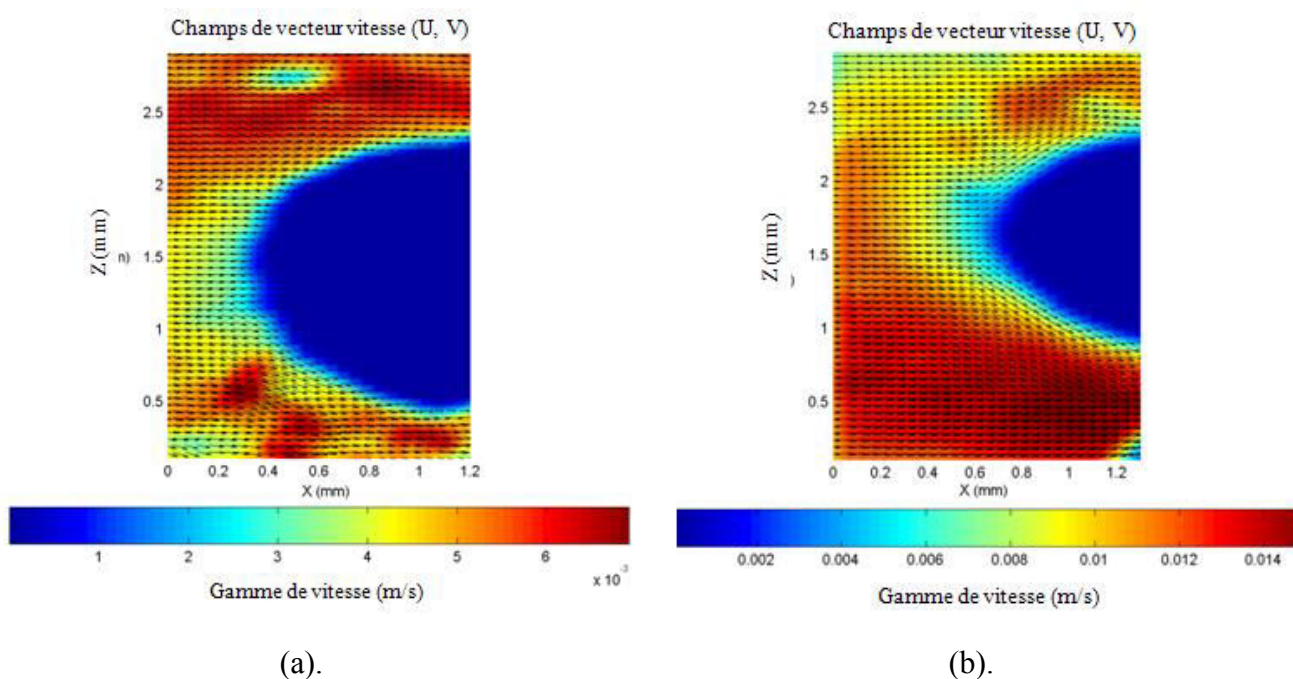 Champs de vecteur vitesse (U, V)
2.5
2
1.5
1
0.5
Z (mm)
n)
0 0.2 0.4 0.6 0.8 1 1.2
X (mm)
1 2 3 4 5 6
x 10⁻³
Gamme de vitesse (m/s)
(a).
Champs de vecteur vitesse (U, V)
2.5
2
1.5
1
0.5
Z (mm)
)
0 0.2 0.4 0.6 0.8 1 1.2
X (mm)
0.002 0.004 0.006 0.008 0.01 0.012 0.014
Gamme de vitesse (m/s)
(b).